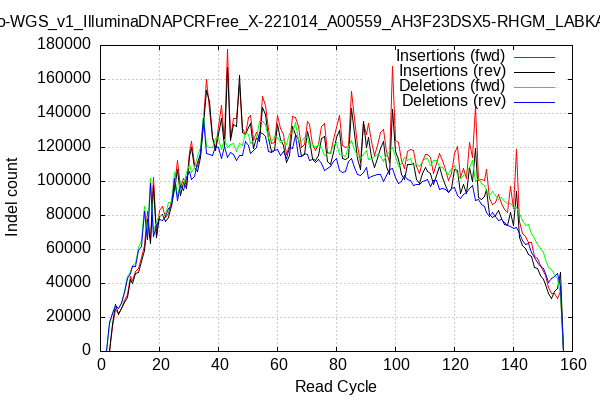 o-WGS_v1_IlluminaDNAPCRFree_X-221014_A00559_AH3F23DSX5-RHGM_LABKA
Insertions (fwd)
Insertions (rev)
Deletions (fwd)
Deletions (rev)
180000
160000
140000
120000
100000
80000
60000
40000
20000
0
Indel count
0 20 40 60 80 100 120 140 160
Read Cycle